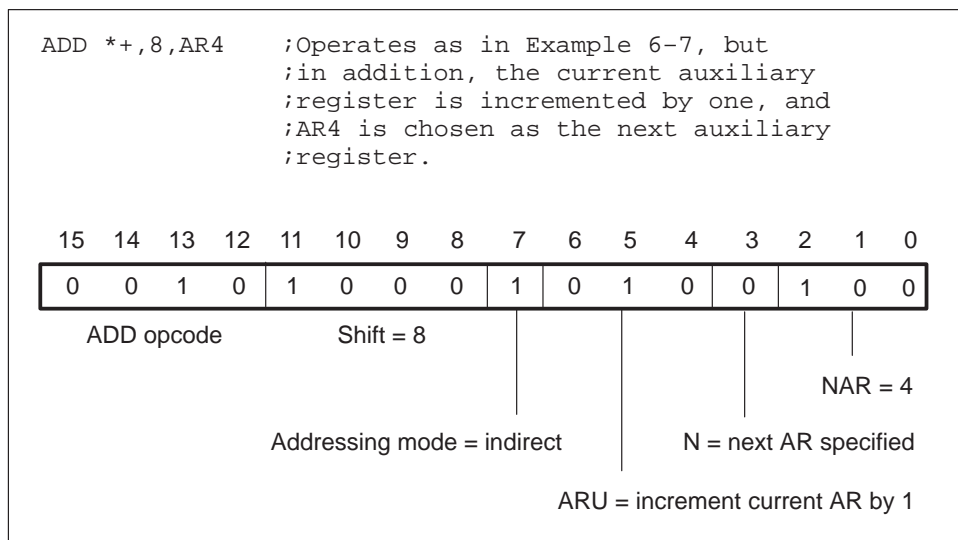 ADD *+,8,AR4 ;Operates as in Example 6–7, but
;in addition, the current auxiliary
;register is incremented by one, and
;AR4 is chosen as the next auxiliary
;register.
15 14 13 12 11 10 9 8 7 6 5 4 3 2 1 0
0 0 1 0 1 0 0 0 1 0 1 0 0 1 0 0
ADD opcode Shift = 8
NAR = 4
Addressing mode = indirect N = next AR specified
ARU = increment current AR by 1